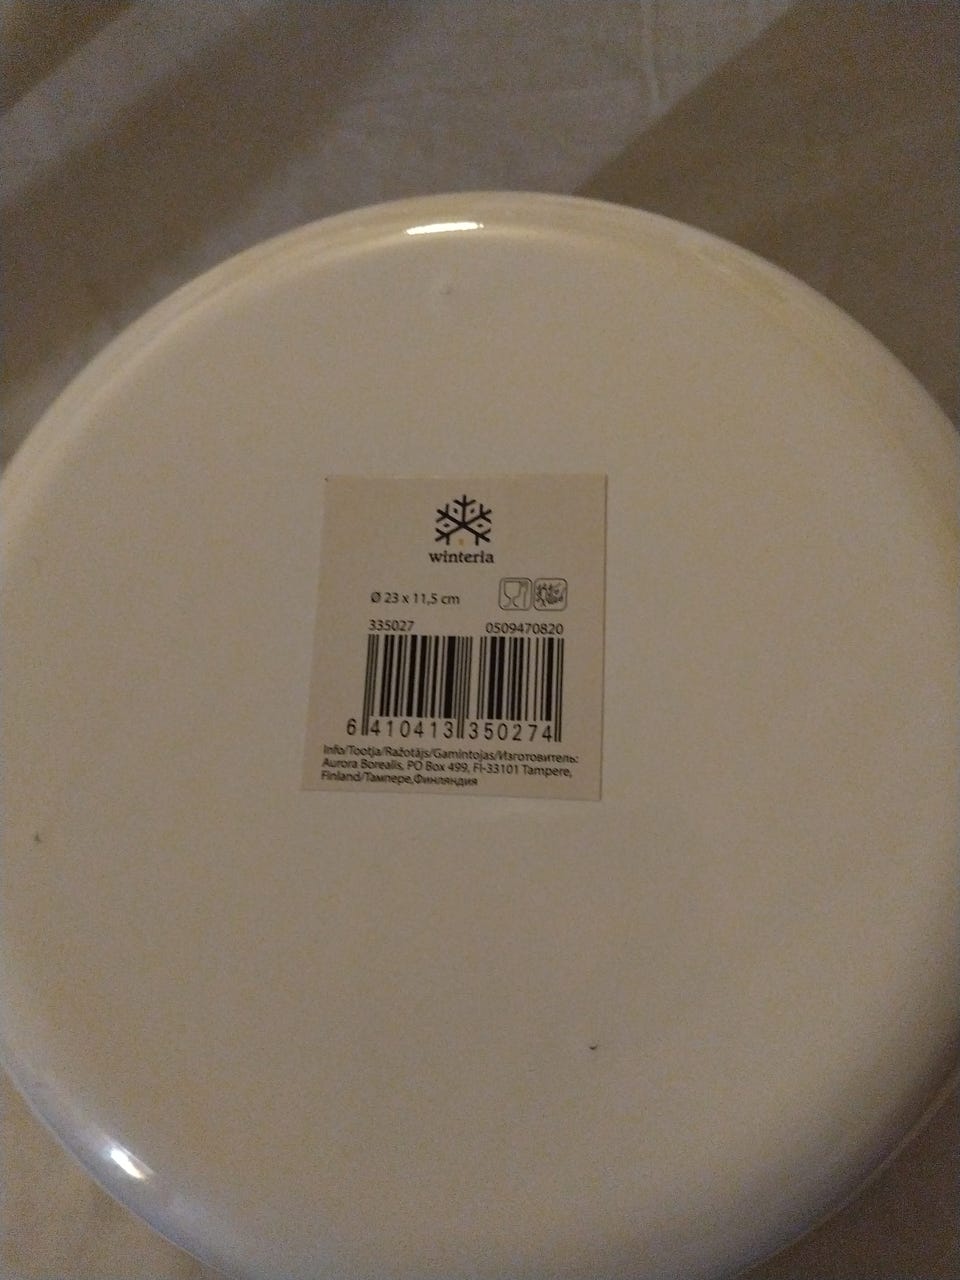 winteria
Ø 23 x 11,5 cm
335027 0509470820
6 410413 350274
Info/Tootja/Ražotājs/Gamintojas/Изготовитель:
Aurora Borealis, PO Box 499, FI-33101 Tampere,
Finland/Тампере,Финляндия